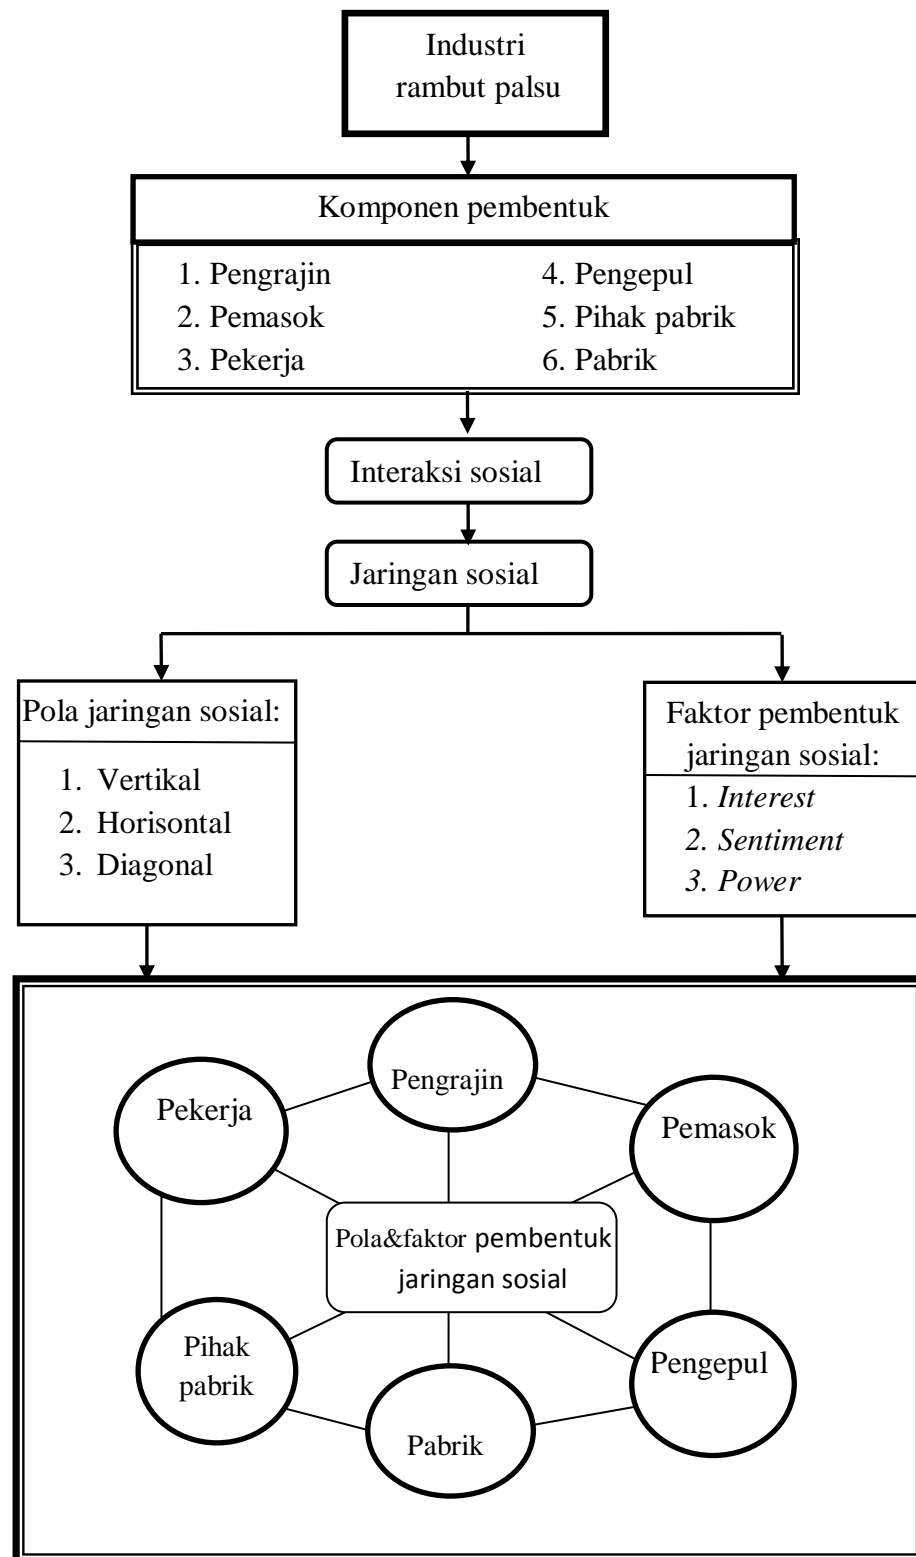 Industri
rambut palsu
Komponen pembentuk
1. Pengrajin
2. Pemasok
3. Pekerja
4. Pengepul
5. Pihak pabrik
6. Pabrik
Interaksi sosial
Jaringan sosial
Pola jaringan sosial:
1. Vertikal
2. Horisontal
3. Diagonal
Faktor pembentuk
jaringan sosial:
1. Interest
2. Sentiment
3. Power
Pengrajin
Pekerja
Pemasok
Pola&faktor pembentuk
jaringan sosial
Pihak
pabrik
Pengepul
Pabrik